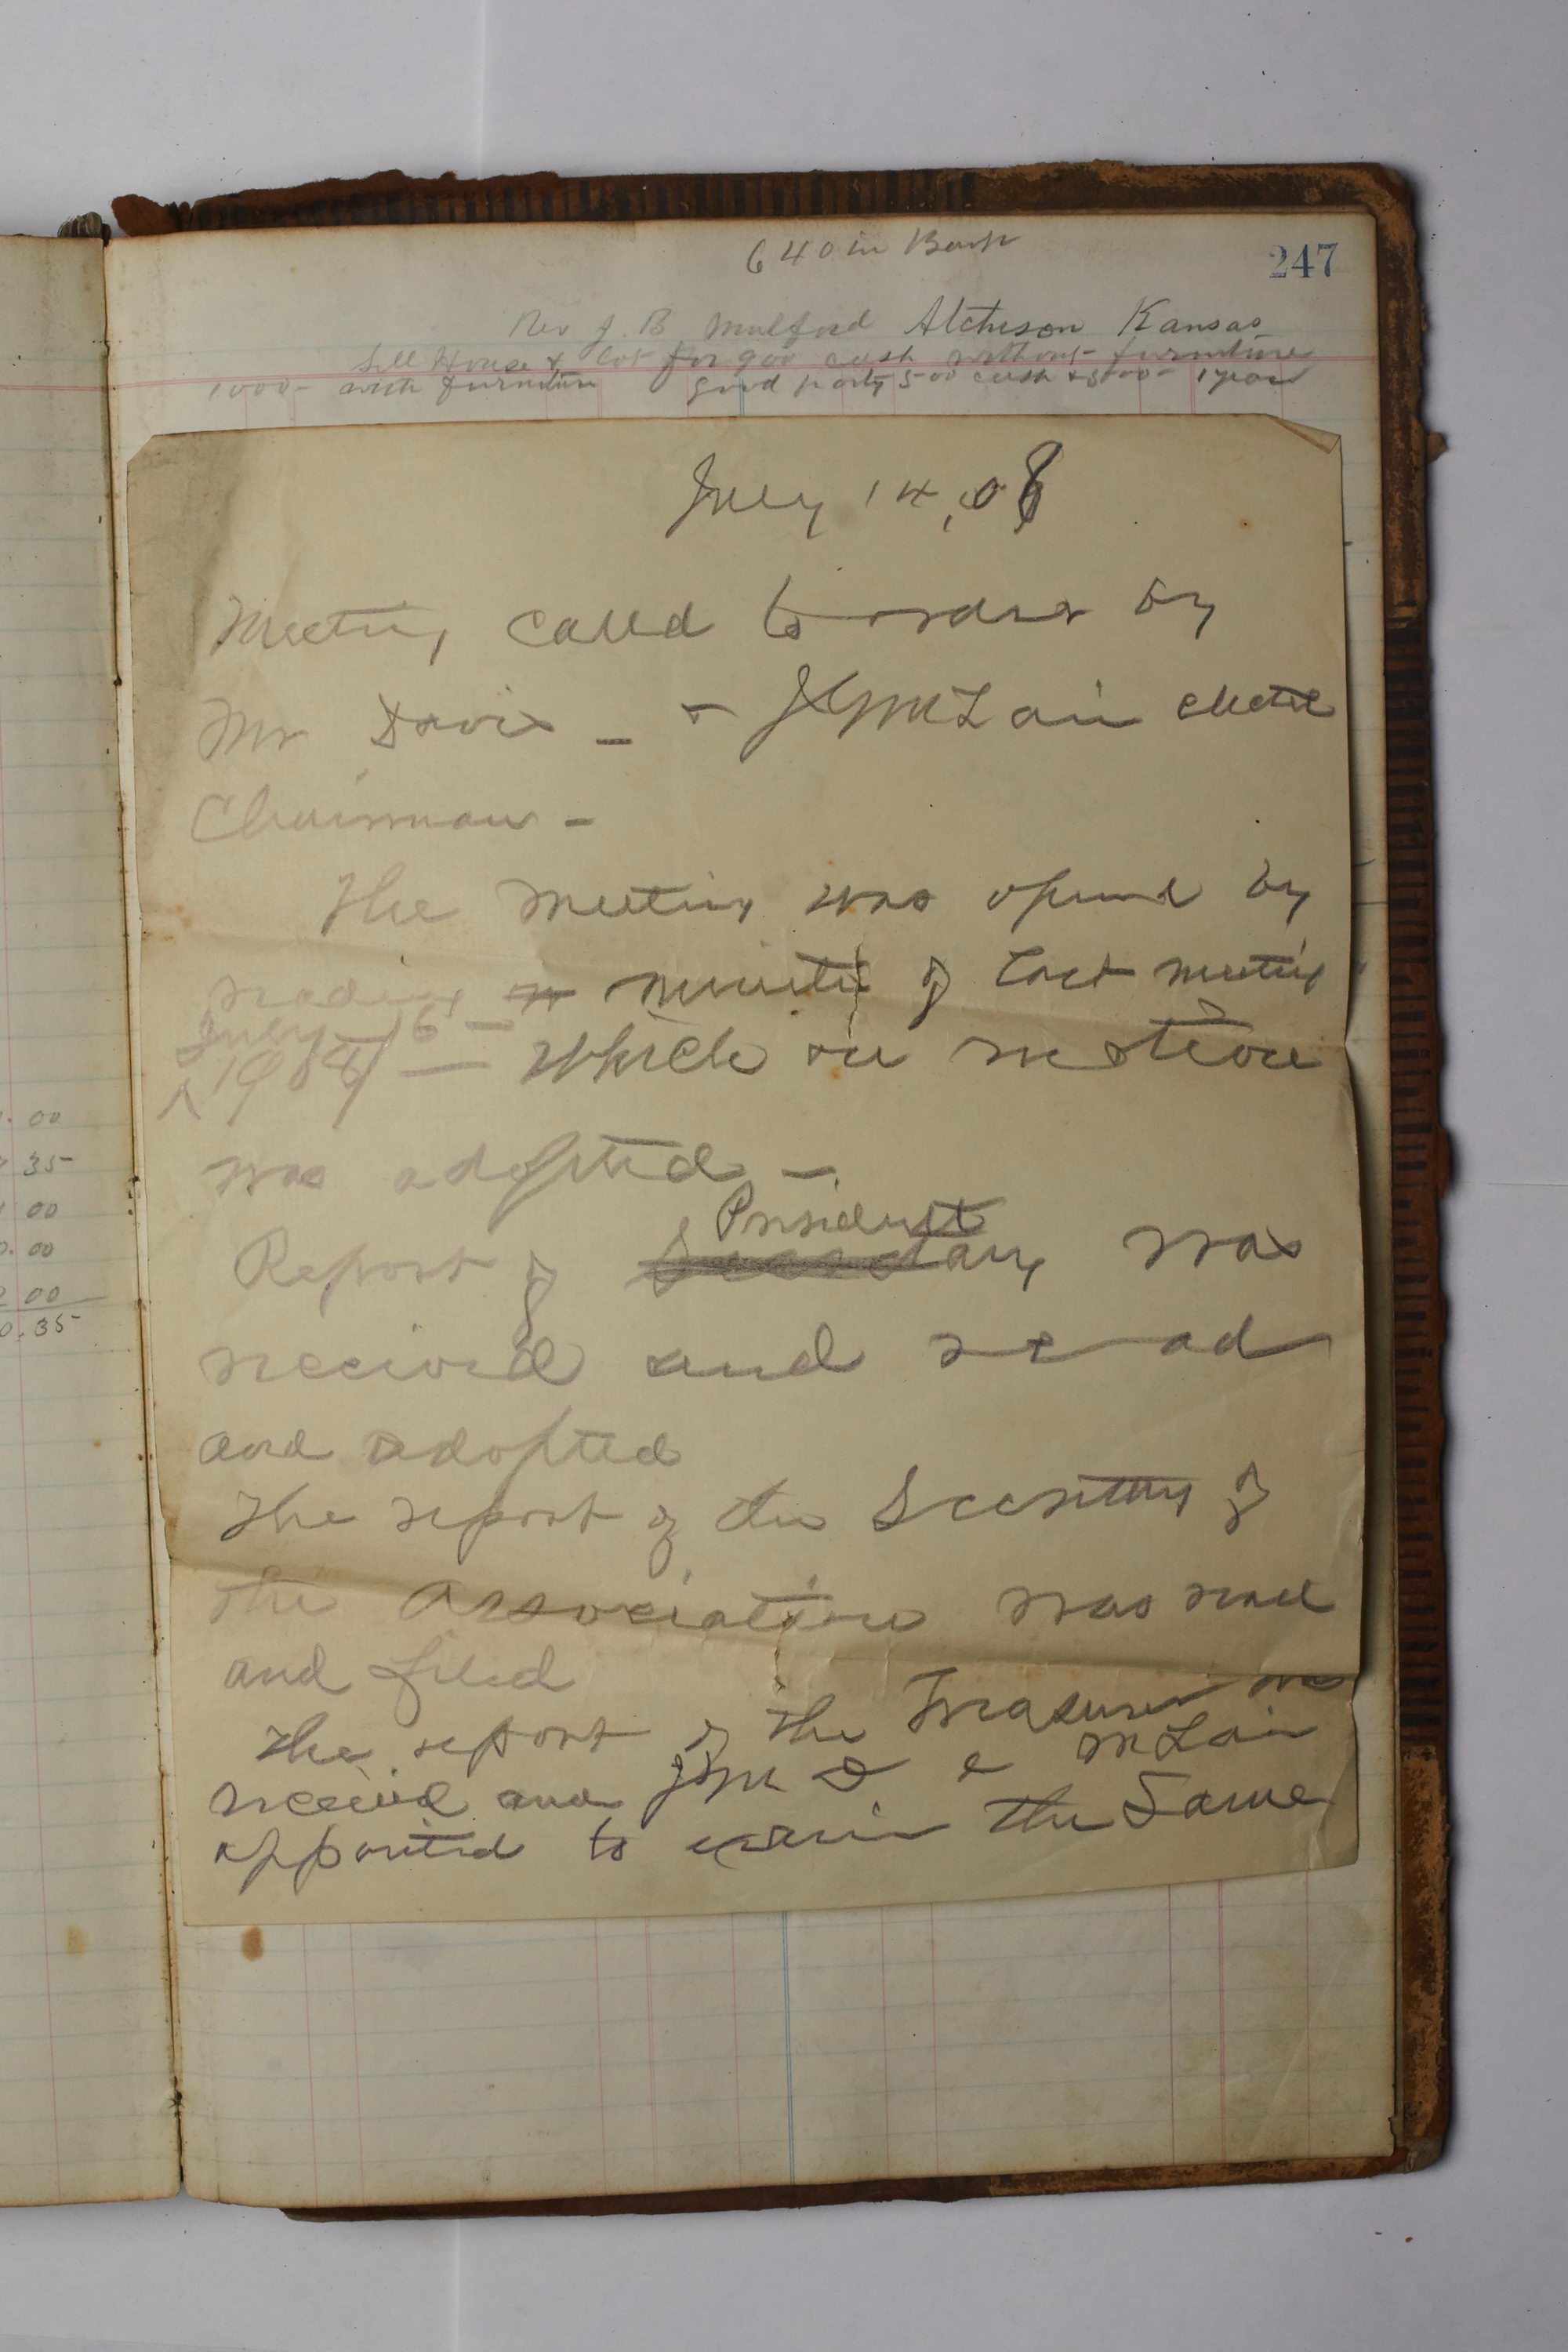 640 in Bank
247
Rev J. B Mulford Atchison Kansas
Sell House & lot for 900 cash without furniture
1000- with furniture good party 500 cash & 500- 1 year
July 14, 08
Meeting called to order by
Mr Davis - & McLain elected
Chairman -
The meeting was opened by
reading minutes of last meeting
July 16 -
190 - which on motion
was adopted -
President
Report of Secretary was
received and read
and adopted
The report of the Secretary of
the Association was read
and filed
The report of the Treasurer was
received and McLain
appointed to the Same
.00
35
00
.00
00
0.35